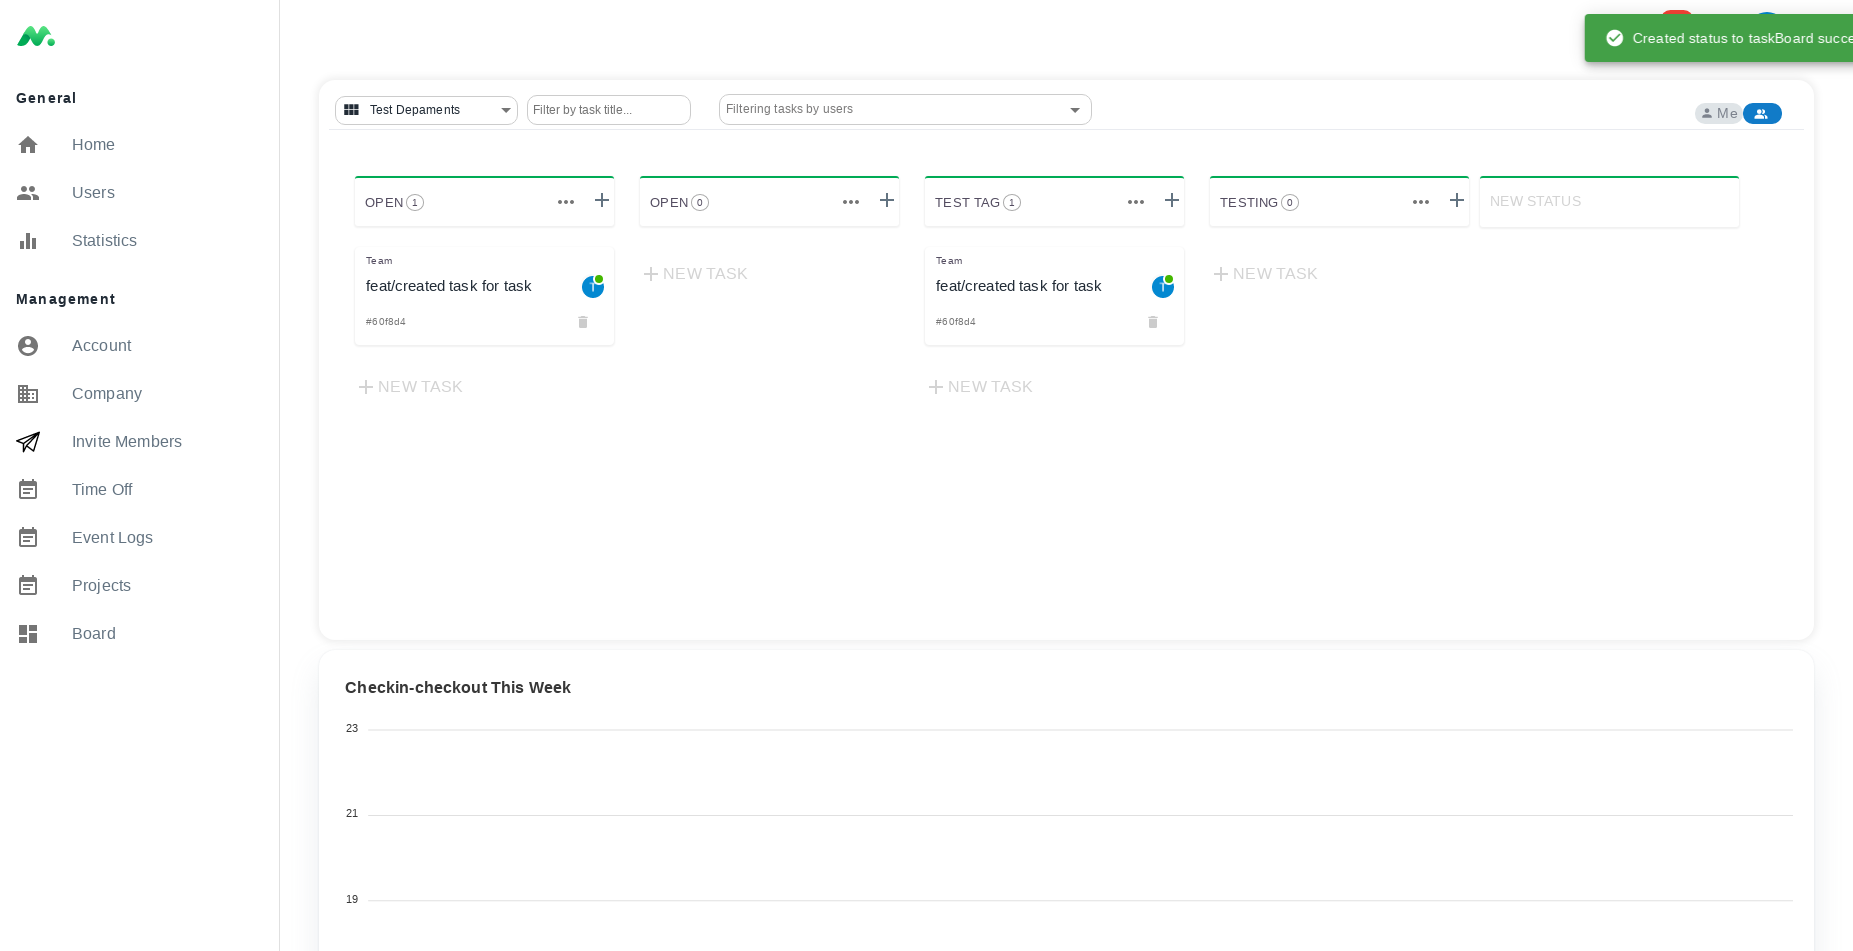 General
Home
Users
Statistics
Management
Account
Company
Invite Members
Time Off
Event Logs
Projects
Board
Created status to taskBoard succe
Test Depaments
Filter by task title...
Filtering tasks by users
Me
OPEN 1
OPEN 0
TEST TAG 1
TESTING 0
NEW STATUS
Team
feat/created task for task
T
#60f8d4
NEW TASK
NEW TASK
Team
feat/created task for task
T
#60f8d4
NEW TASK
NEW TASK
Checkin-checkout This Week
23
21
19